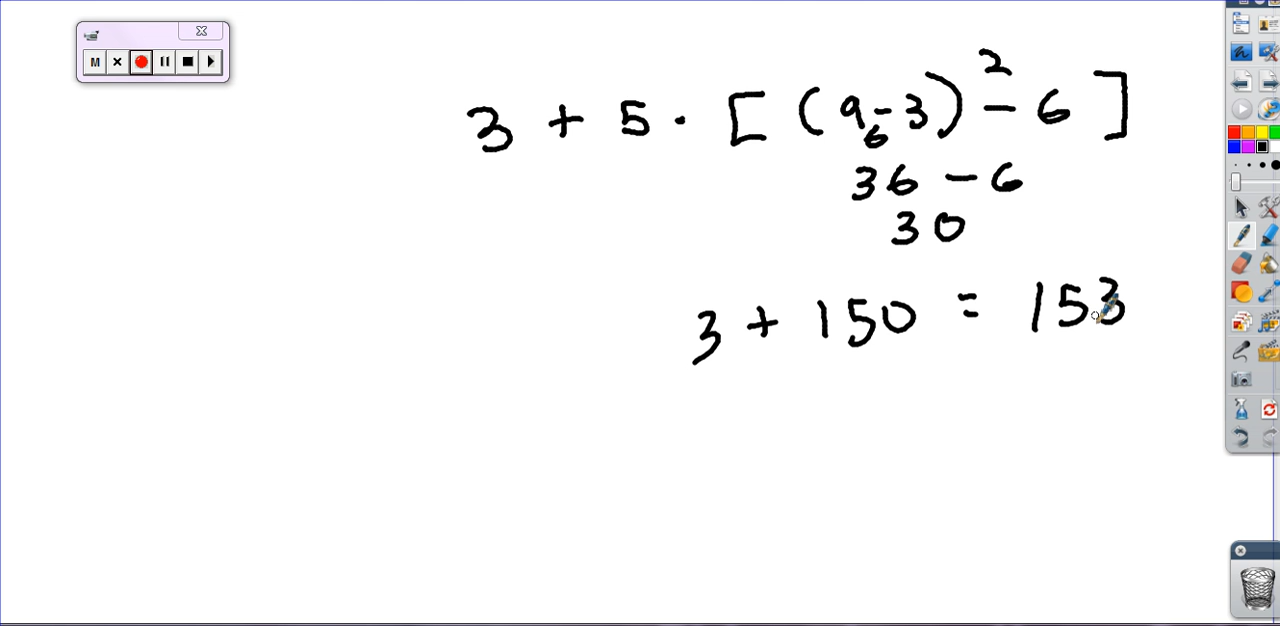 M
3 + 5 · [ (9 - 3)² - 6 ]
6
36 - 6
30
3 + 150 = 153